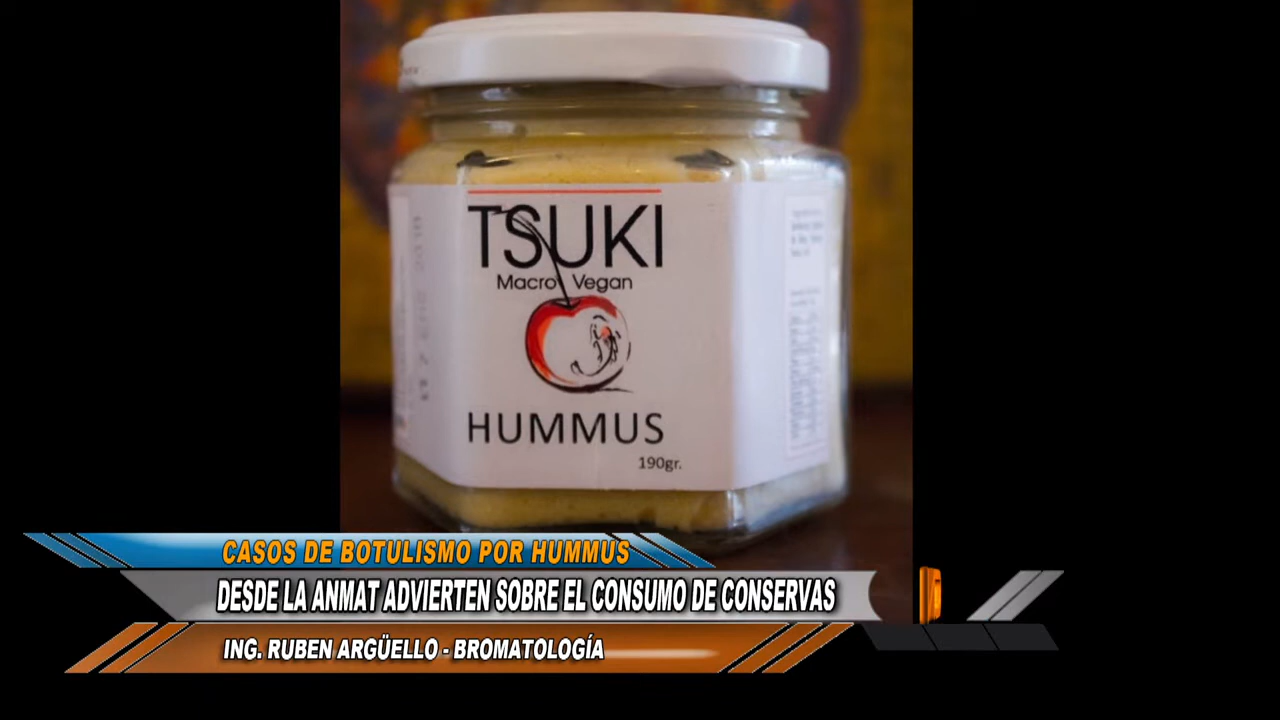 TSUKI
Macro Vegan
HUMMUS
190gr.
CASOS DE BOTULISMO POR HUMMUS
DESDE LA ANMAT ADVIERTEN SOBRE EL CONSUMO DE CONSERVAS
ING. RUBEN ARGÜELLO - BROMATOLOGÍA